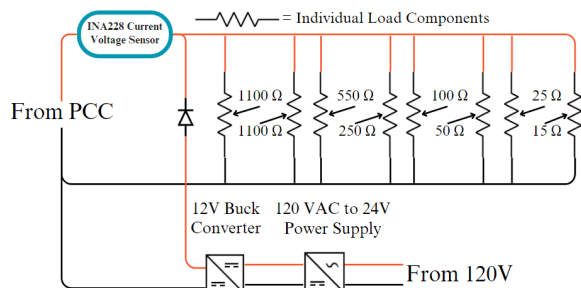 = Individual Load Components
INA228 Current
Voltage Sensor
From PCC
1100 Ω
1100 Ω
550 Ω
250 Ω
100 Ω
50 Ω
25 Ω
15 Ω
12V Buck
Converter
120 VAC to 24V
Power Supply
From 120V